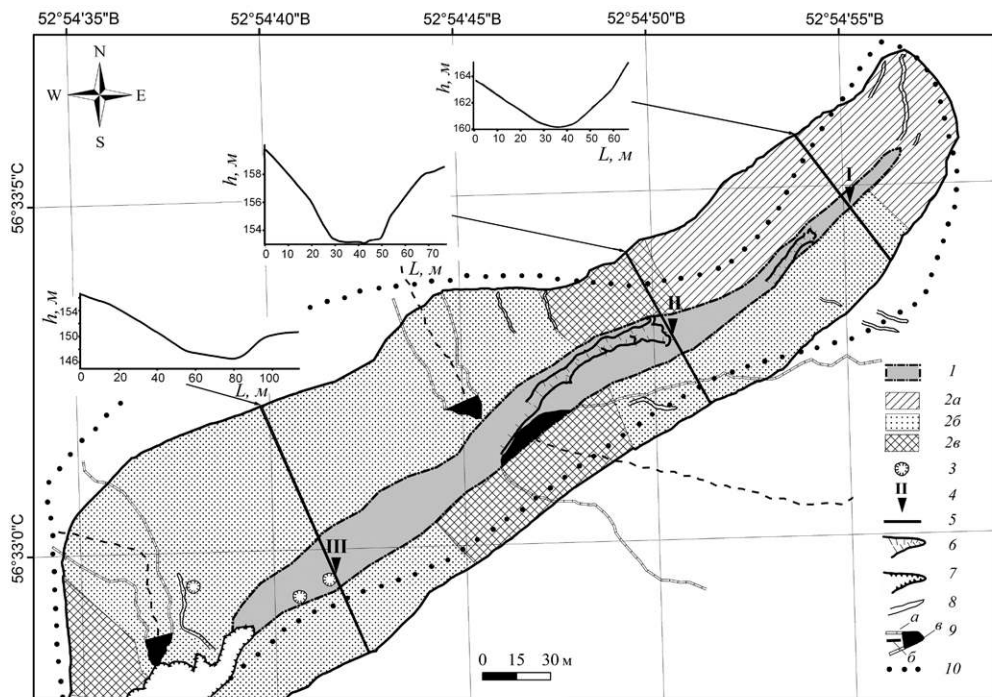 52°54'35"В 52°54'40"В 52°54'45"В 52°54'50"В 52°54'55"В
N
W E
S
h, м
164
162
160
0 10 20 30 40 50 60
L, м
h, м
158
156
154
0 10 20 30 40 50 60 70
L, м
h, м
154
150
146
0 20 40 60 80 100
L, м
56°33'5"С
56°33'0"С
I
II
III
1
2а
2б
2в
3
II 4
5
6
7
8
а в 9
б
10
0 15 30 м